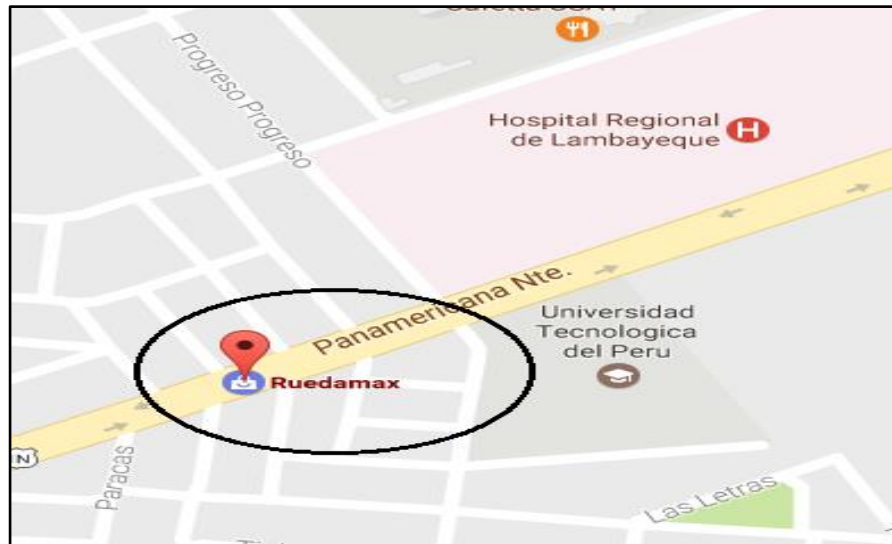 Progreso Progreso
Hospital Regional
de Lambayeque
H
Panamericana Nte.
Universidad
Tecnologica
del Peru
Ruedamax
N
Paracas
Las Letras